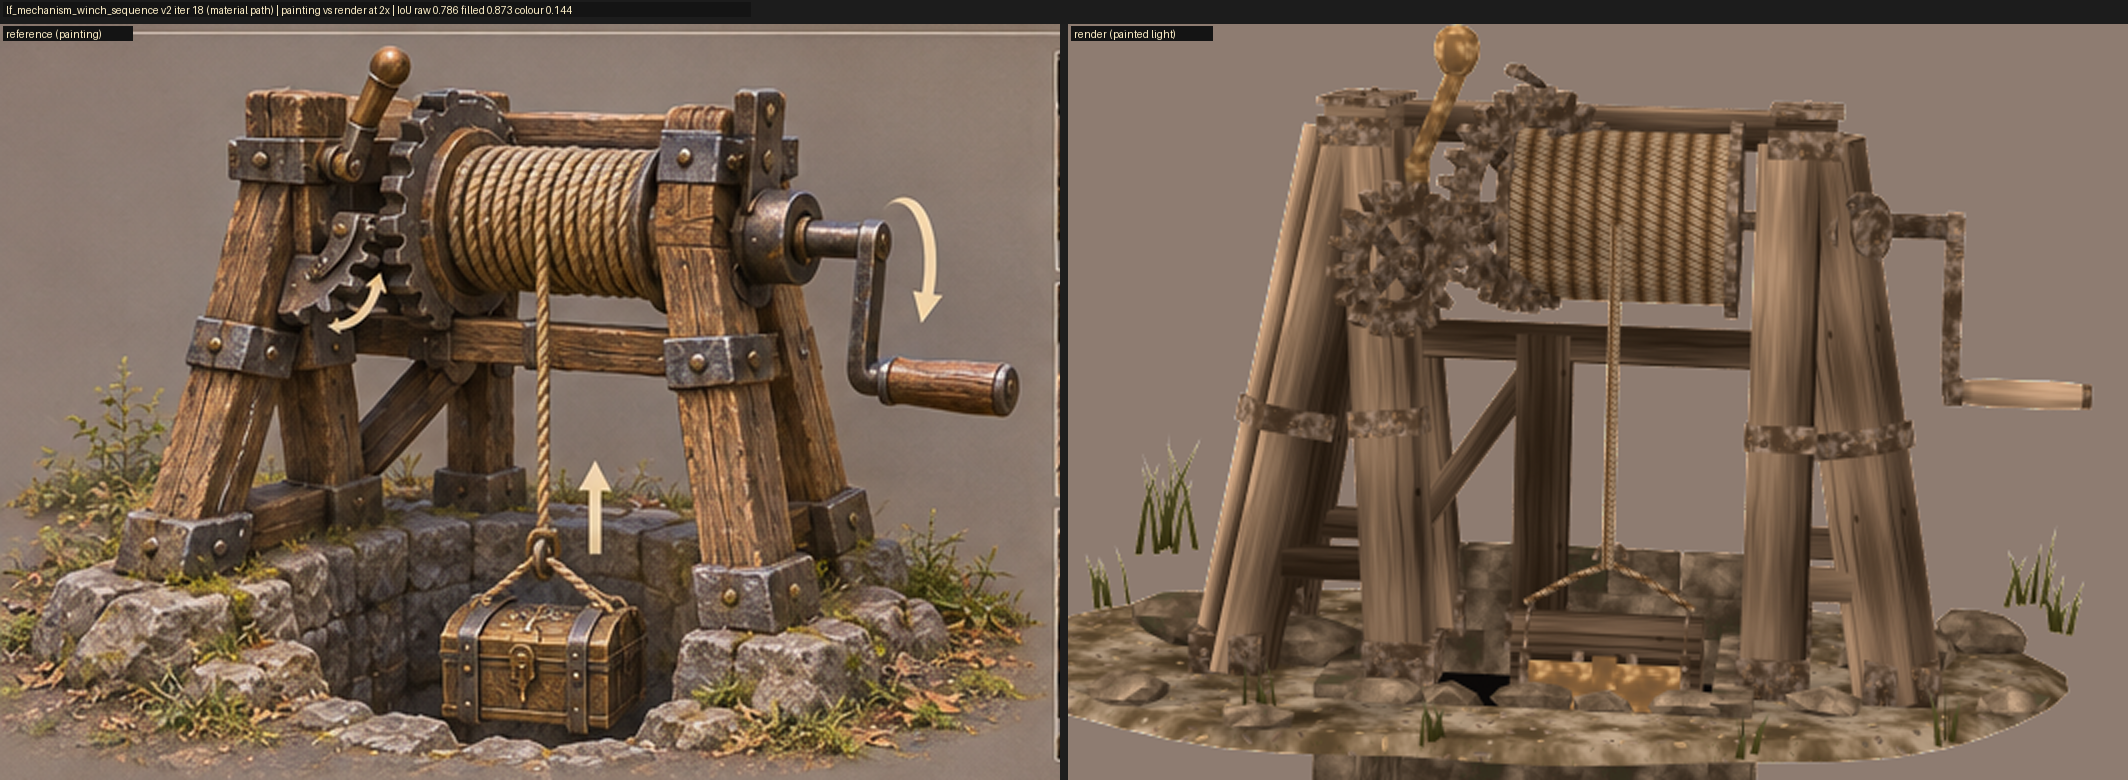 lf_mechanism_winch_sequence v2 iter 18 (material path) | painting vs render at 2x | IoU raw 0.786 filled 0.873 colour 0.144
reference (painting)
render (painted light)